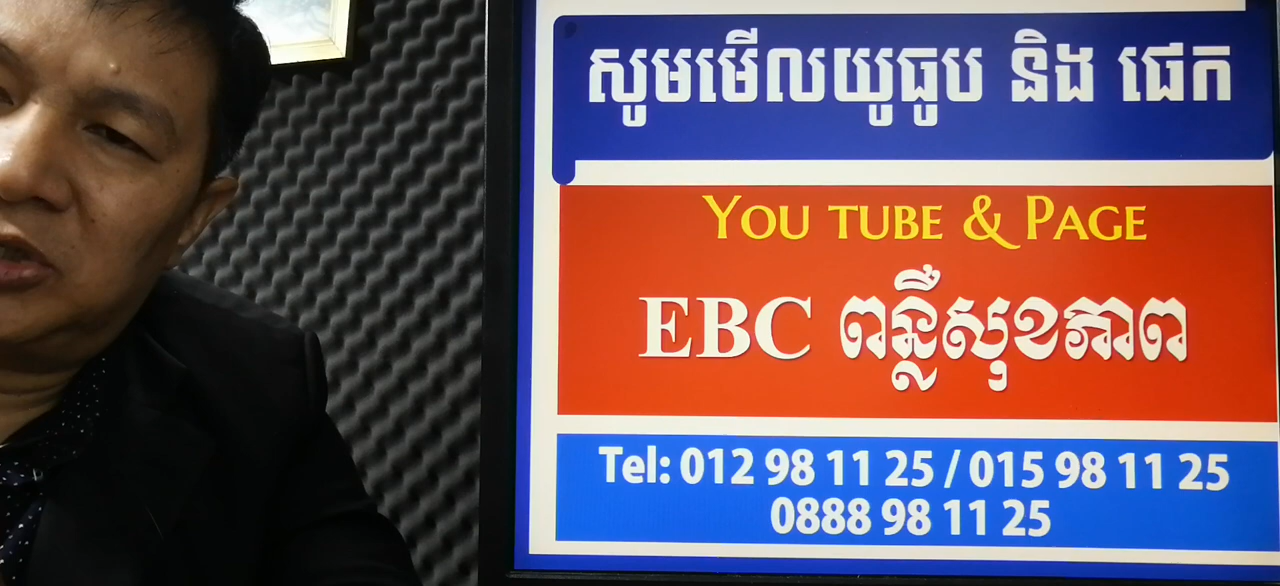 សូមមើលយូធូប និង ផេក
YOU TUBE & PAGE
EBC ពន្លឺសុខភាព
Tel: 012 98 11 25 / 015 98 11 25
0888 98 11 25